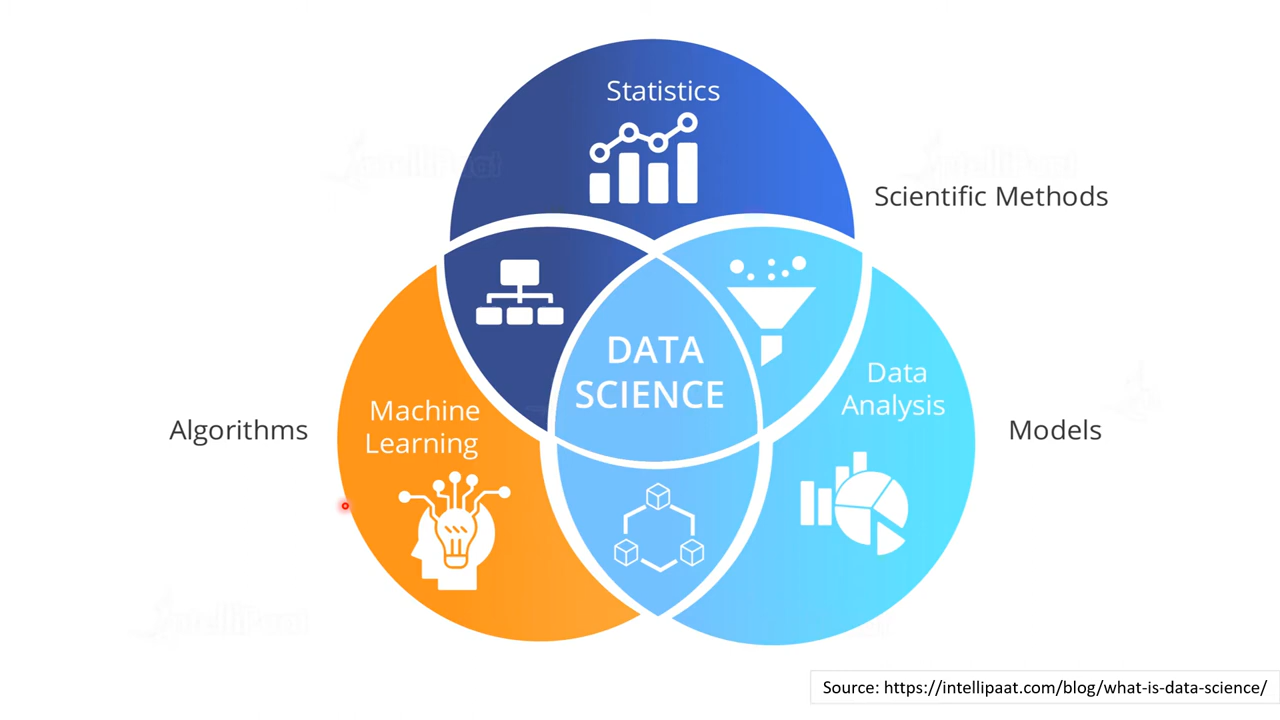 Statistics
Scientific Methods
DATA
SCIENCE
Data
Analysis
Machine
Learning
Algorithms
Models
Source: https://intellipaat.com/blog/what-is-data-science/